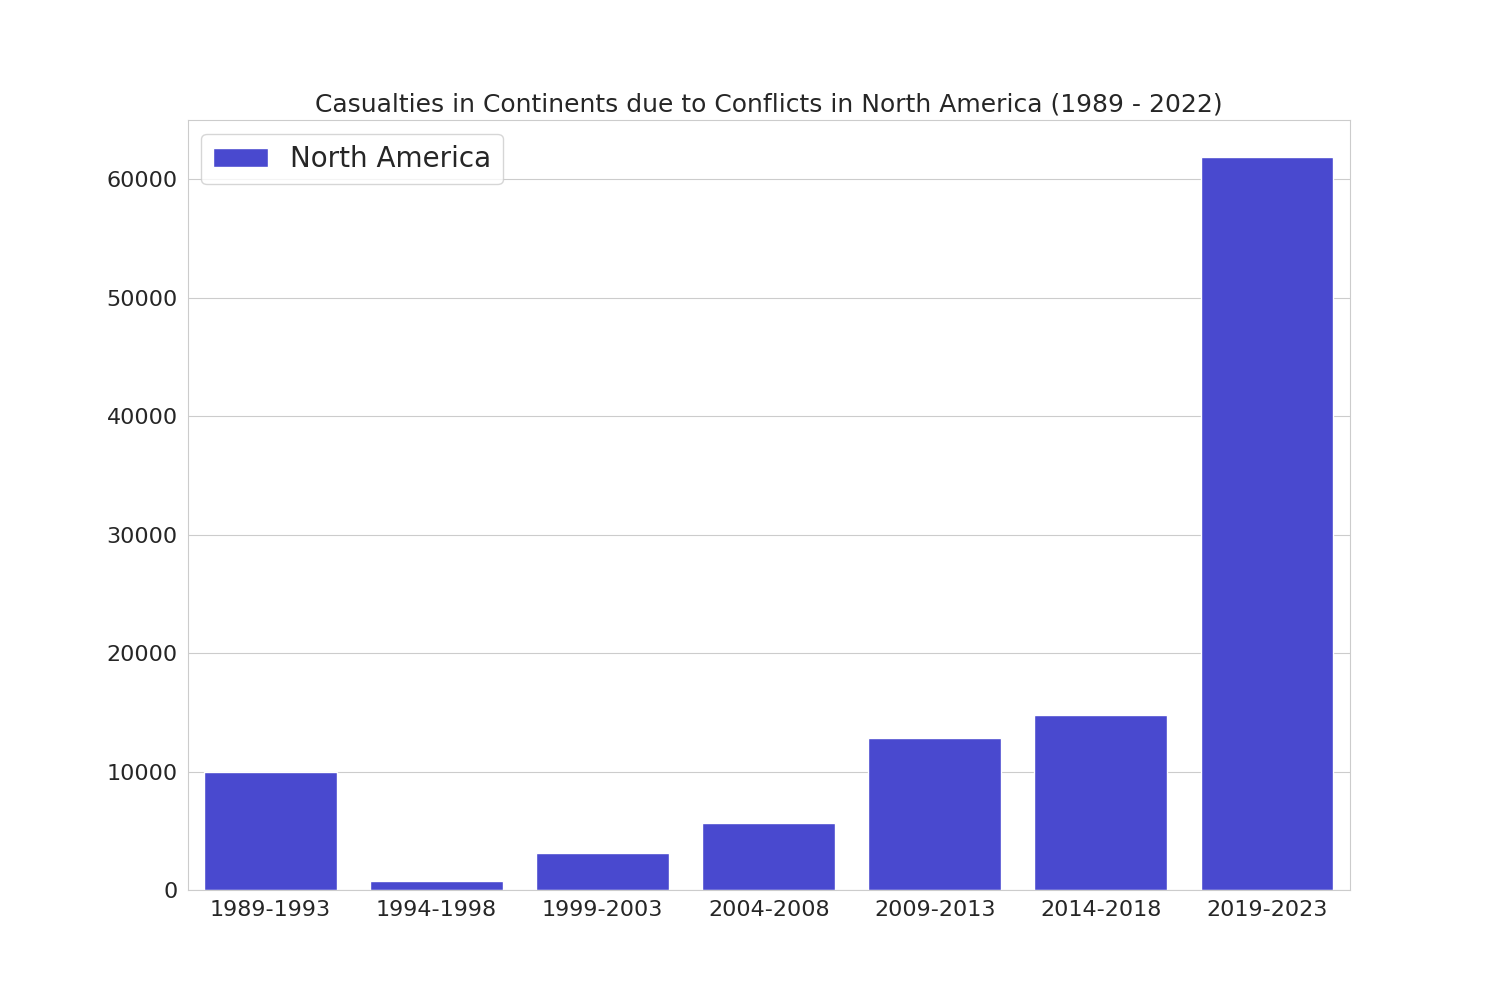 Casualties in Continents due to Conflicts in North America (1989 - 2022)
North America
60000
50000
40000
30000
20000
10000
0
1989-1993 1994-1998 1999-2003 2004-2008 2009-2013 2014-2018 2019-2023